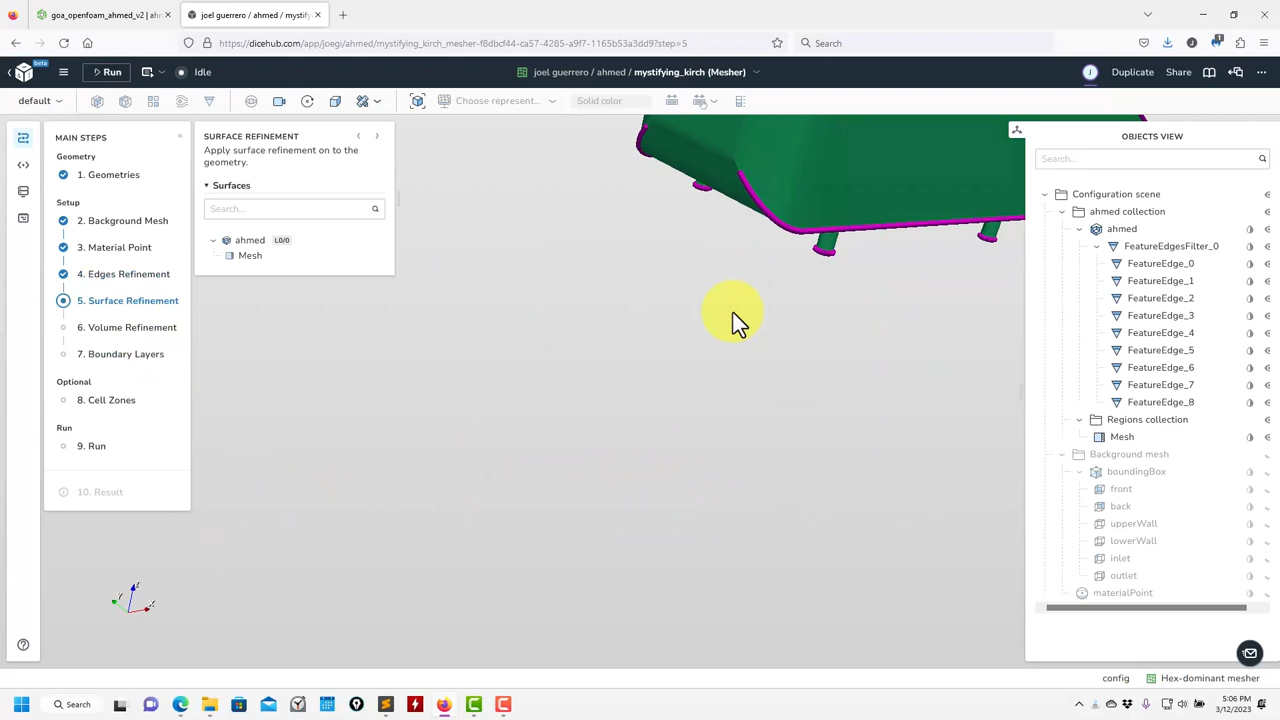 goa_openfoam_ahmed_v2 | ahmed
joel guerrero / ahmed / mystify
https://dicehub.com/app/joegi/ahmed/mystifying_kirch_mesher-f8dbcf44-ca57-4285-a9f7-1165b53a3dd9?step=5
Search
beta
Run
Idle
joel guerrero / ahmed / mystifying_kirch (Mesher)
J
Duplicate
Share
default
Choose represent...
Solid color
MAIN STEPS
Geometry
1. Geometries
Setup
2. Background Mesh
3. Material Point
4. Edges Refinement
5. Surface Refinement
6. Volume Refinement
7. Boundary Layers
Optional
8. Cell Zones
Run
9. Run
10. Result
SURFACE REFINEMENT
Apply surface refinement on to the
geometry.
Surfaces
Search...
ahmed L0/0
Mesh
Y Z X
OBJECTS VIEW
Search...
Configuration scene
ahmed collection
ahmed
FeatureEdgesFilter_0
FeatureEdge_0
FeatureEdge_1
FeatureEdge_2
FeatureEdge_3
FeatureEdge_4
FeatureEdge_5
FeatureEdge_6
FeatureEdge_7
FeatureEdge_8
Regions collection
Mesh
Background mesh
boundingBox
front
back
upperWall
lowerWall
inlet
outlet
materialPoint
config
Hex-dominant mesher
Search
5:06 PM
3/12/2023